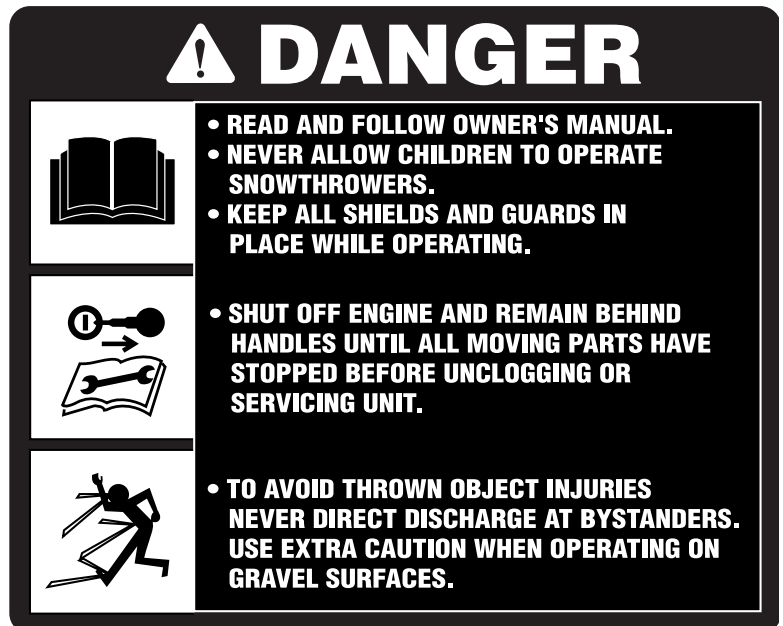 DANGER
• READ AND FOLLOW OWNER'S MANUAL.
• NEVER ALLOW CHILDREN TO OPERATE
SNOWTHROWERS.
• KEEP ALL SHIELDS AND GUARDS IN
PLACE WHILE OPERATING.
• SHUT OFF ENGINE AND REMAIN BEHIND
HANDLES UNTIL ALL MOVING PARTS HAVE
STOPPED BEFORE UNCLOGGING OR
SERVICING UNIT.
• TO AVOID THROWN OBJECT INJURIES
NEVER DIRECT DISCHARGE AT BYSTANDERS.
USE EXTRA CAUTION WHEN OPERATING ON
GRAVEL SURFACES.